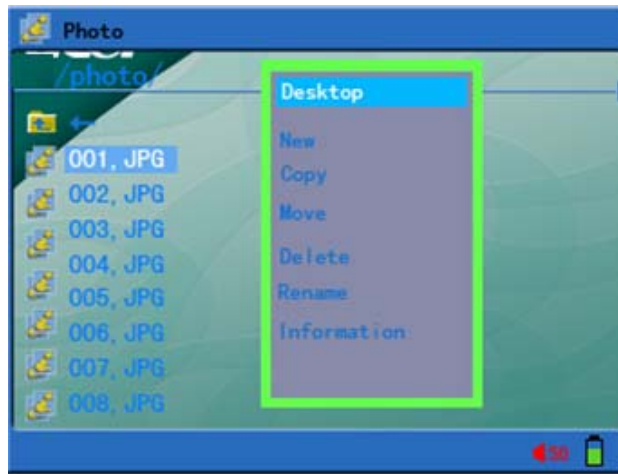 Photo
/photo/
001, JPG
002, JPG
003, JPG
004, JPG
005, JPG
006, JPG
007, JPG
008, JPG
Desktop
New
Copy
Move
Delete
Rename
Information
50